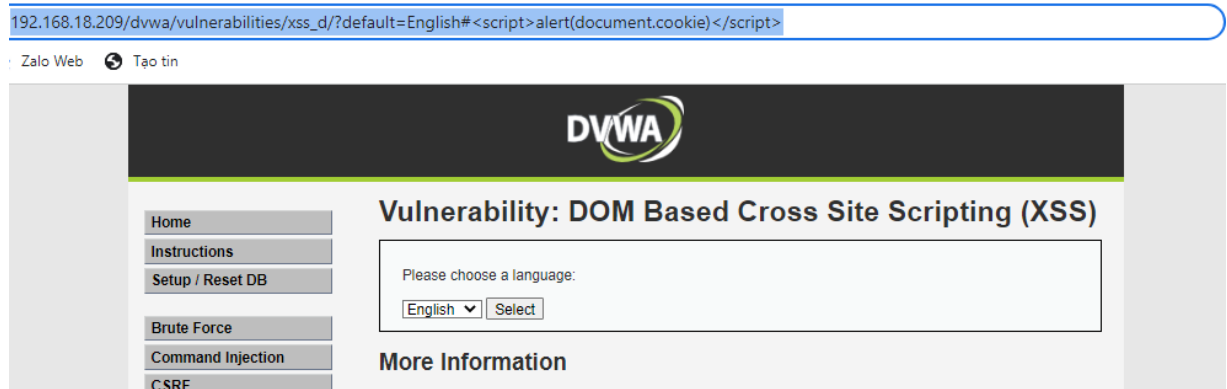 192.168.18.209/dvwa/vulnerabilities/xss_d/?default=English#<script>alert(document.cookie)</script>
Zalo Web Tạo tin
DVWA
Vulnerability: DOM Based Cross Site Scripting (XSS)
Home
Instructions
Setup / Reset DB
Please choose a language:
English Select
Brute Force
Command Injection
More Information
CSRF